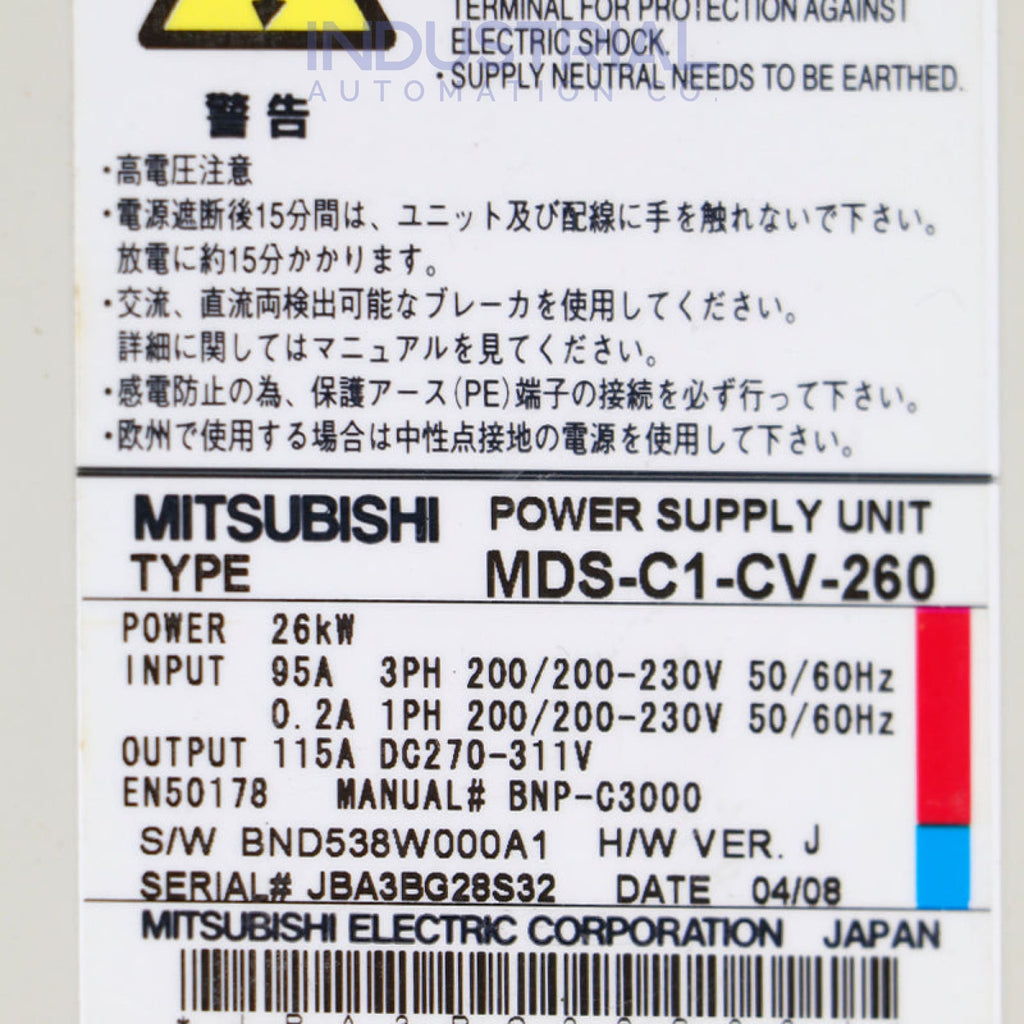 TERMINAL FOR PROTECTION AGAINST
ELECTRIC SHOCK.
・SUPPLY NEUTRAL NEEDS TO BE EARTHED.
INDUSTRIAL
AUTOMATION CO.
警告
・高電圧注意
・電源遮断後15分間は、ユニット及び配線に手を触れないで下さい。
放電に約15分かかります。
・交流、直流両検出可能なブレーカを使用してください。
詳細に関してはマニュアルを見てください。
・感電防止の為、保護アース(PE)端子の接続を必ず行って下さい。
・欧州で使用する場合は中性点接地の電源を使用して下さい。
MITSUBISHI POWER SUPPLY UNIT
TYPE MDS-C1-CV-260
POWER 26kW
INPUT 95A 3PH 200/200-230V 50/60Hz
0.2A 1PH 200/200-230V 50/60Hz
OUTPUT 115A DC270-311V
EN50178 MANUAL# BNP-C3000
S/W BND538W000A1 H/W VER. J
SERIAL# JBA3BG28S32 DATE 04/08
MITSUBISHI ELECTRIC CORPORATION JAPAN